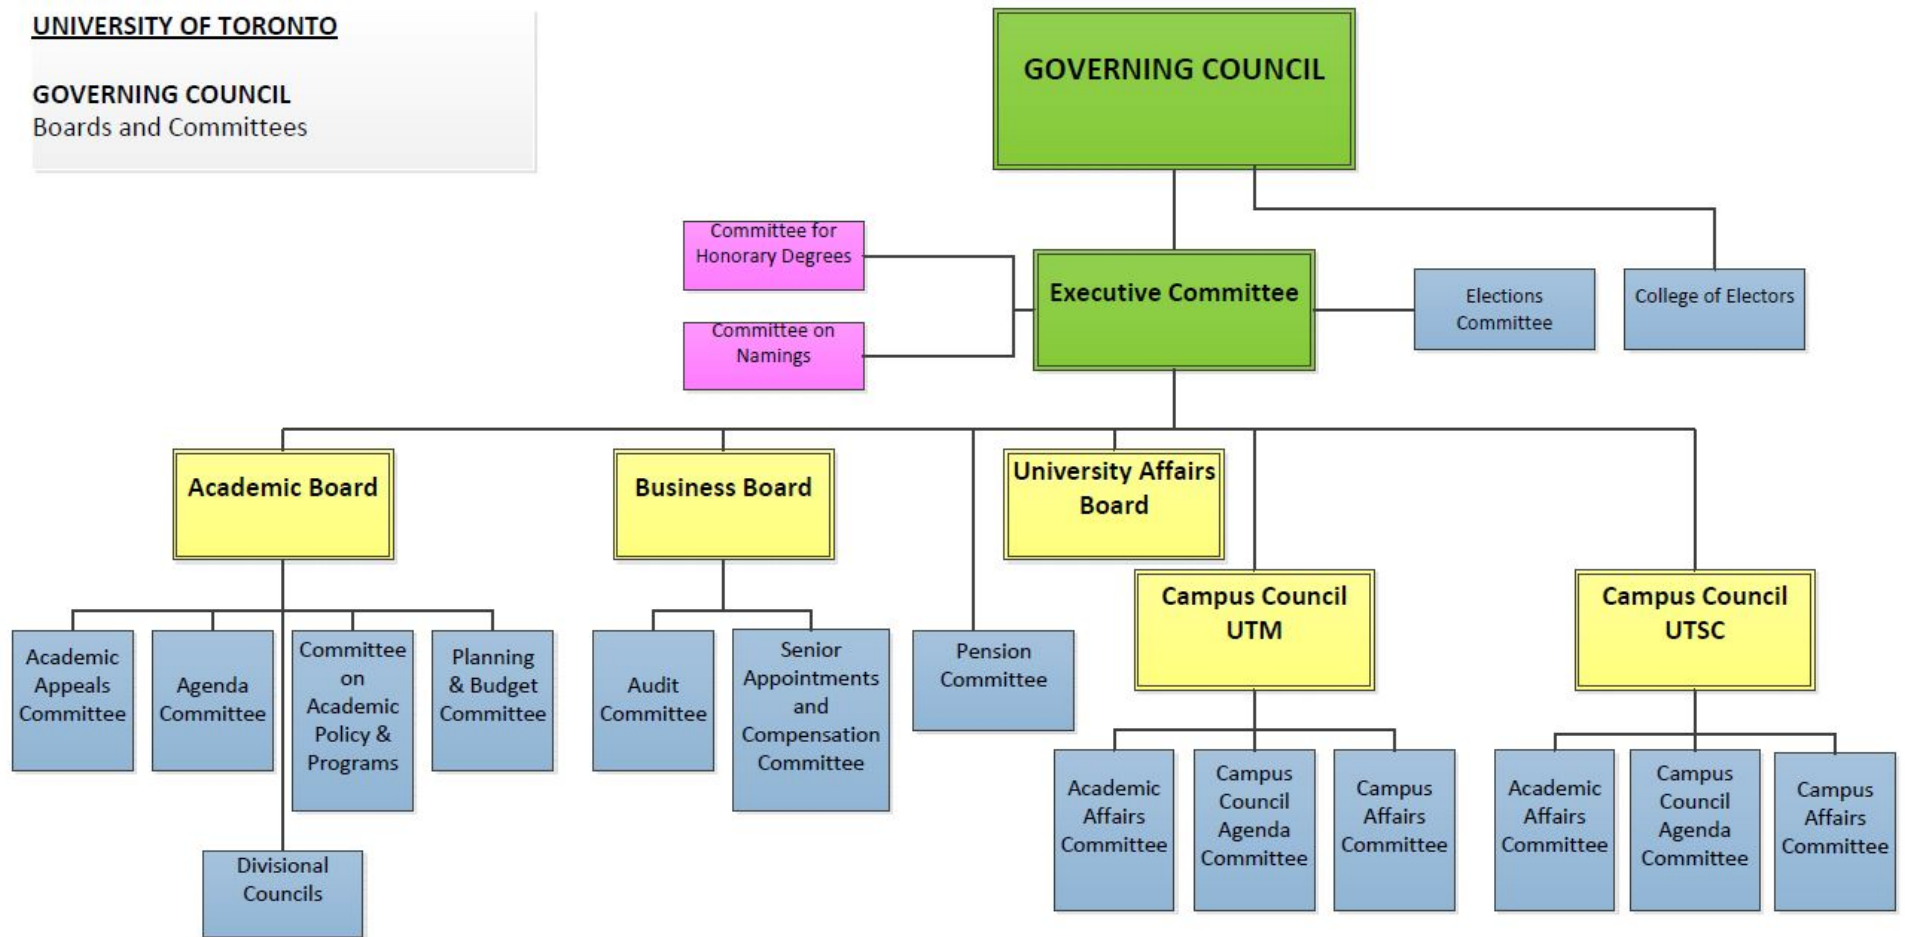 UNIVERSITY OF TORONTO
GOVERNING COUNCIL
Boards and Committees
GOVERNING COUNCIL
Committee for
Honorary Degrees
Committee on
Namings
Executive Committee
Elections
Committee
College of Electors
Academic Board
Business Board
University Affairs
Board
Campus Council
UTM
Campus Council
UTSC
Academic
Appeals
Committee
Agenda
Committee
Committee
on
Academic
Policy &
Programs
Planning
& Budget
Committee
Divisional
Councils
Audit
Committee
Senior
Appointments
and
Compensation
Committee
Pension
Committee
Academic
Affairs
Committee
Campus
Council
Agenda
Committee
Campus
Affairs
Committee
Academic
Affairs
Committee
Campus
Council
Agenda
Committee
Campus
Affairs
Committee